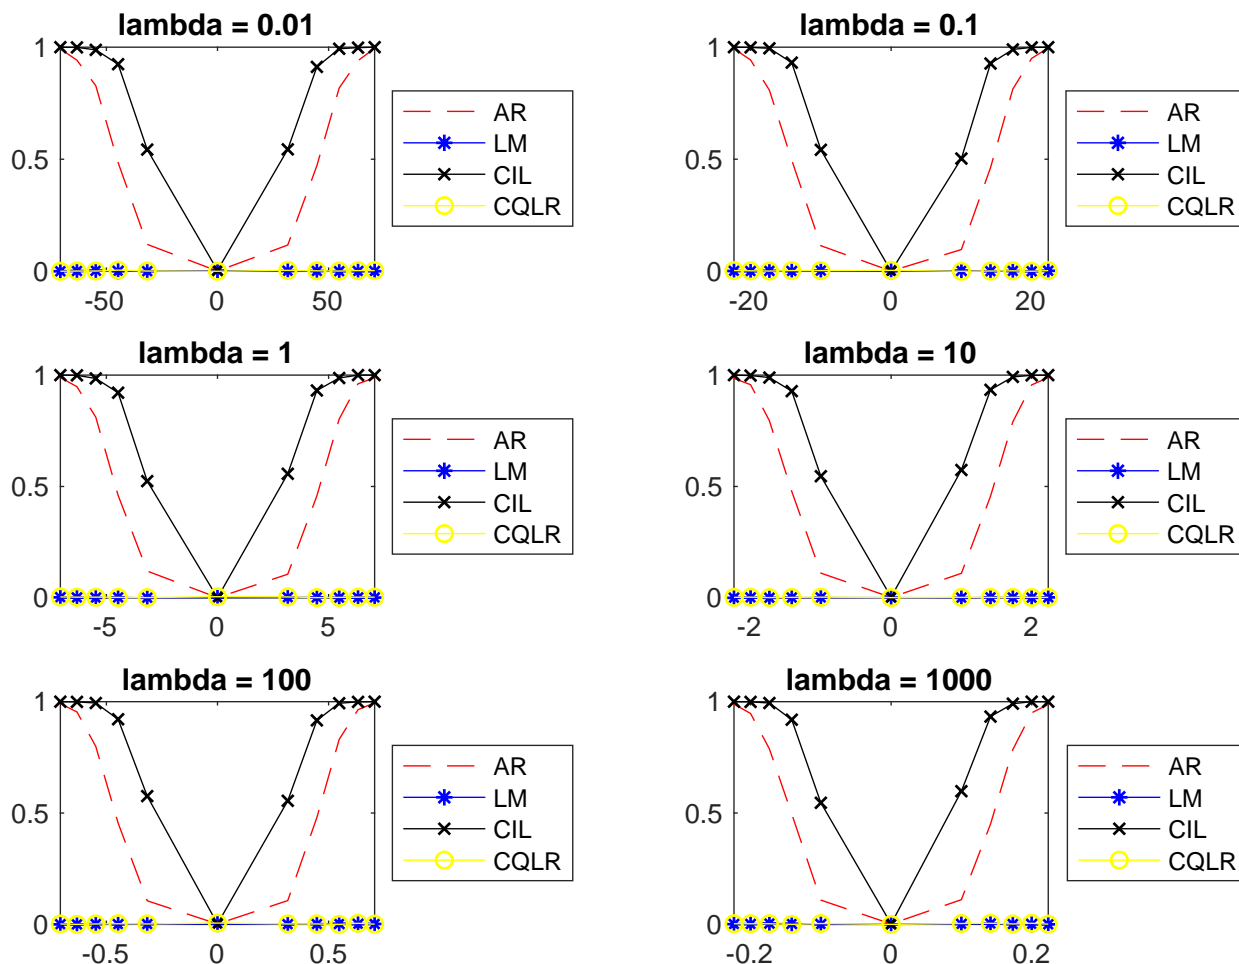 lambda = 0.01
1
0.5
0
-50
0
50
AR
LM
CIL
CQLR
lambda = 0.1
1
0.5
0
-20
0
20
AR
LM
CIL
CQLR
lambda = 1
1
0.5
0
-5
0
5
AR
LM
CIL
CQLR
lambda = 10
1
0.5
0
-2
0
2
AR
LM
CIL
CQLR
lambda = 100
1
0.5
0
-0.5
0
0.5
AR
LM
CIL
CQLR
lambda = 1000
1
0.5
0
-0.2
0
0.2
AR
LM
CIL
CQLR